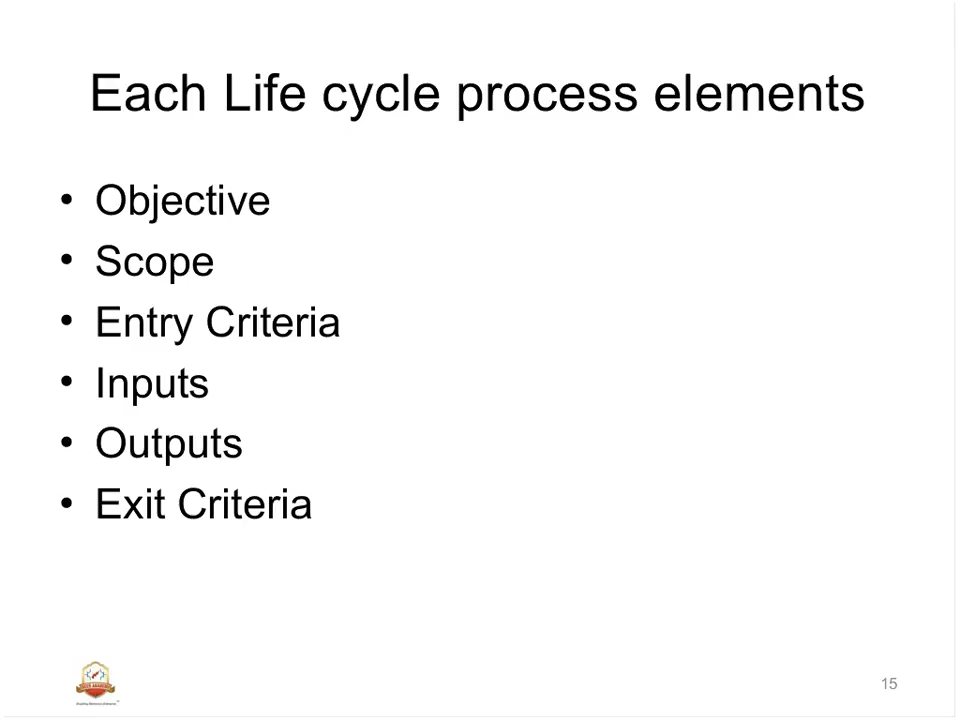 Each Life cycle process elements
• Objective
• Scope
• Entry Criteria
• Inputs
• Outputs
• Exit Criteria
15